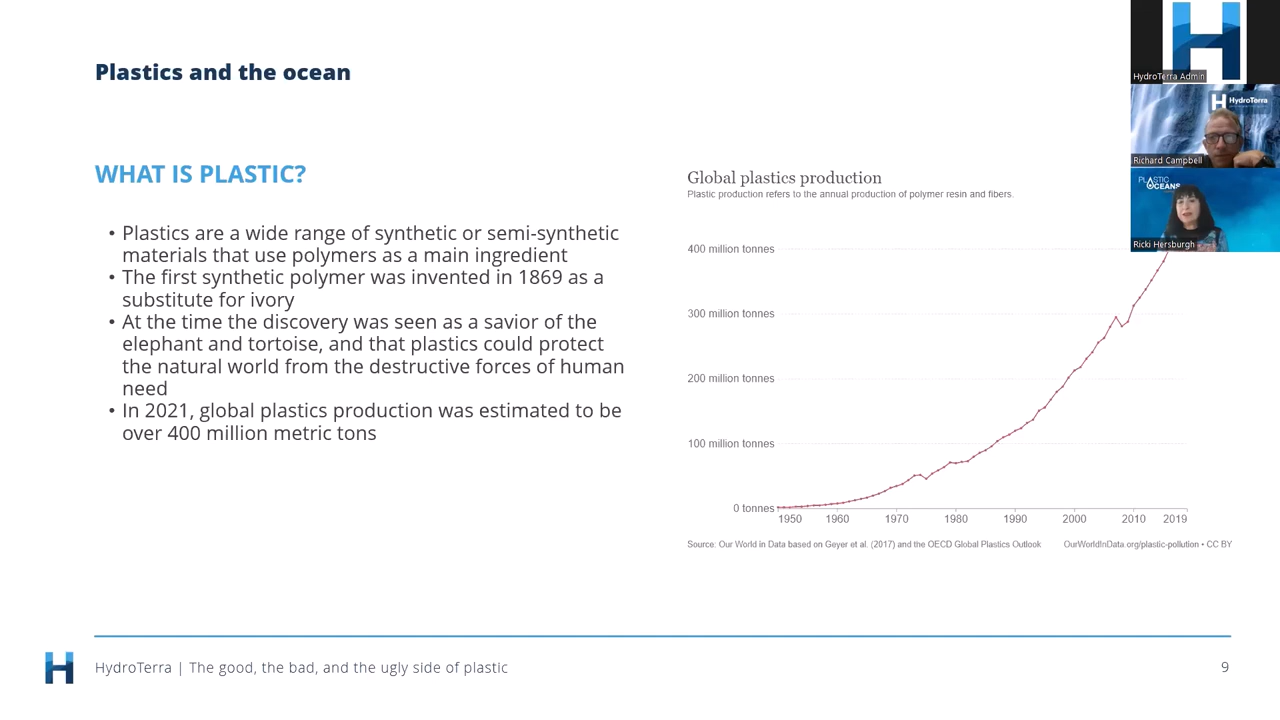 Plastics and the ocean
WHAT IS PLASTIC?
• Plastics are a wide range of synthetic or semi-synthetic
materials that use polymers as a main ingredient
• The first synthetic polymer was invented in 1869 as a
substitute for ivory
• At the time the discovery was seen as a savior of the
elephant and tortoise, and that plastics could protect
the natural world from the destructive forces of human
need
• In 2021, global plastics production was estimated to be
over 400 million metric tons
Global plastics production
Plastic production refers to the annual production of polymer resin and fibers.
400 million tonnes
300 million tonnes
200 million tonnes
100 million tonnes
0 tonnes
1950 1960 1970 1980 1990 2000 2010 2019
Source: Our World in Data based on Geyer et al. (2017) and the OECD Global Plastics Outlook
OurWorldInData.org/plastic-pollution • CC BY
HydroTerra Admin
HydroTerra
Richard Campbell
PLASTIC
OCEANS
Ricki Hersburgh
HydroTerra | The good, the bad, and the ugly side of plastic
9